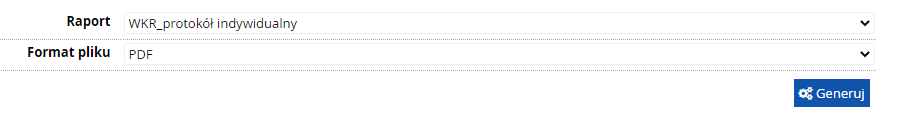 Raport WKR_protokół indywidualny
Format pliku PDF
Generuj